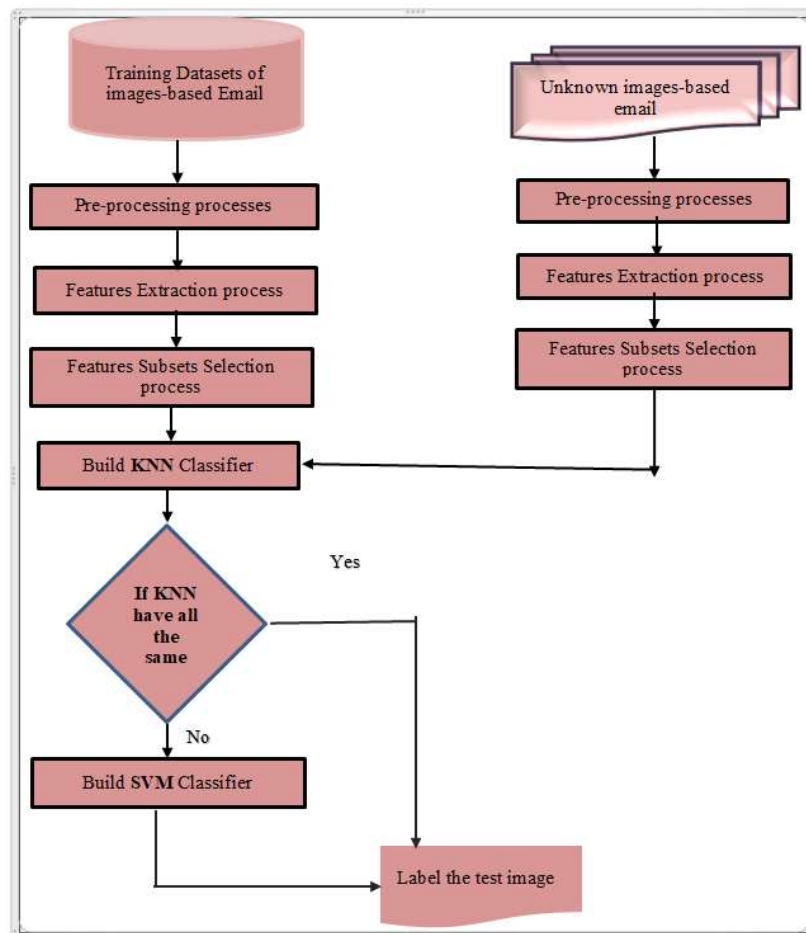 Training Datasets of
images-based Email
Pre-processing processes
Features Extraction process
Features Subsets Selection
process
Build KNN Classifier
If KNN
have all
the
same
Yes
No
Build SVM Classifier
Unknown images-based
email
Pre-processing processes
Features Extraction process
Features Subsets Selection
process
Label the test image